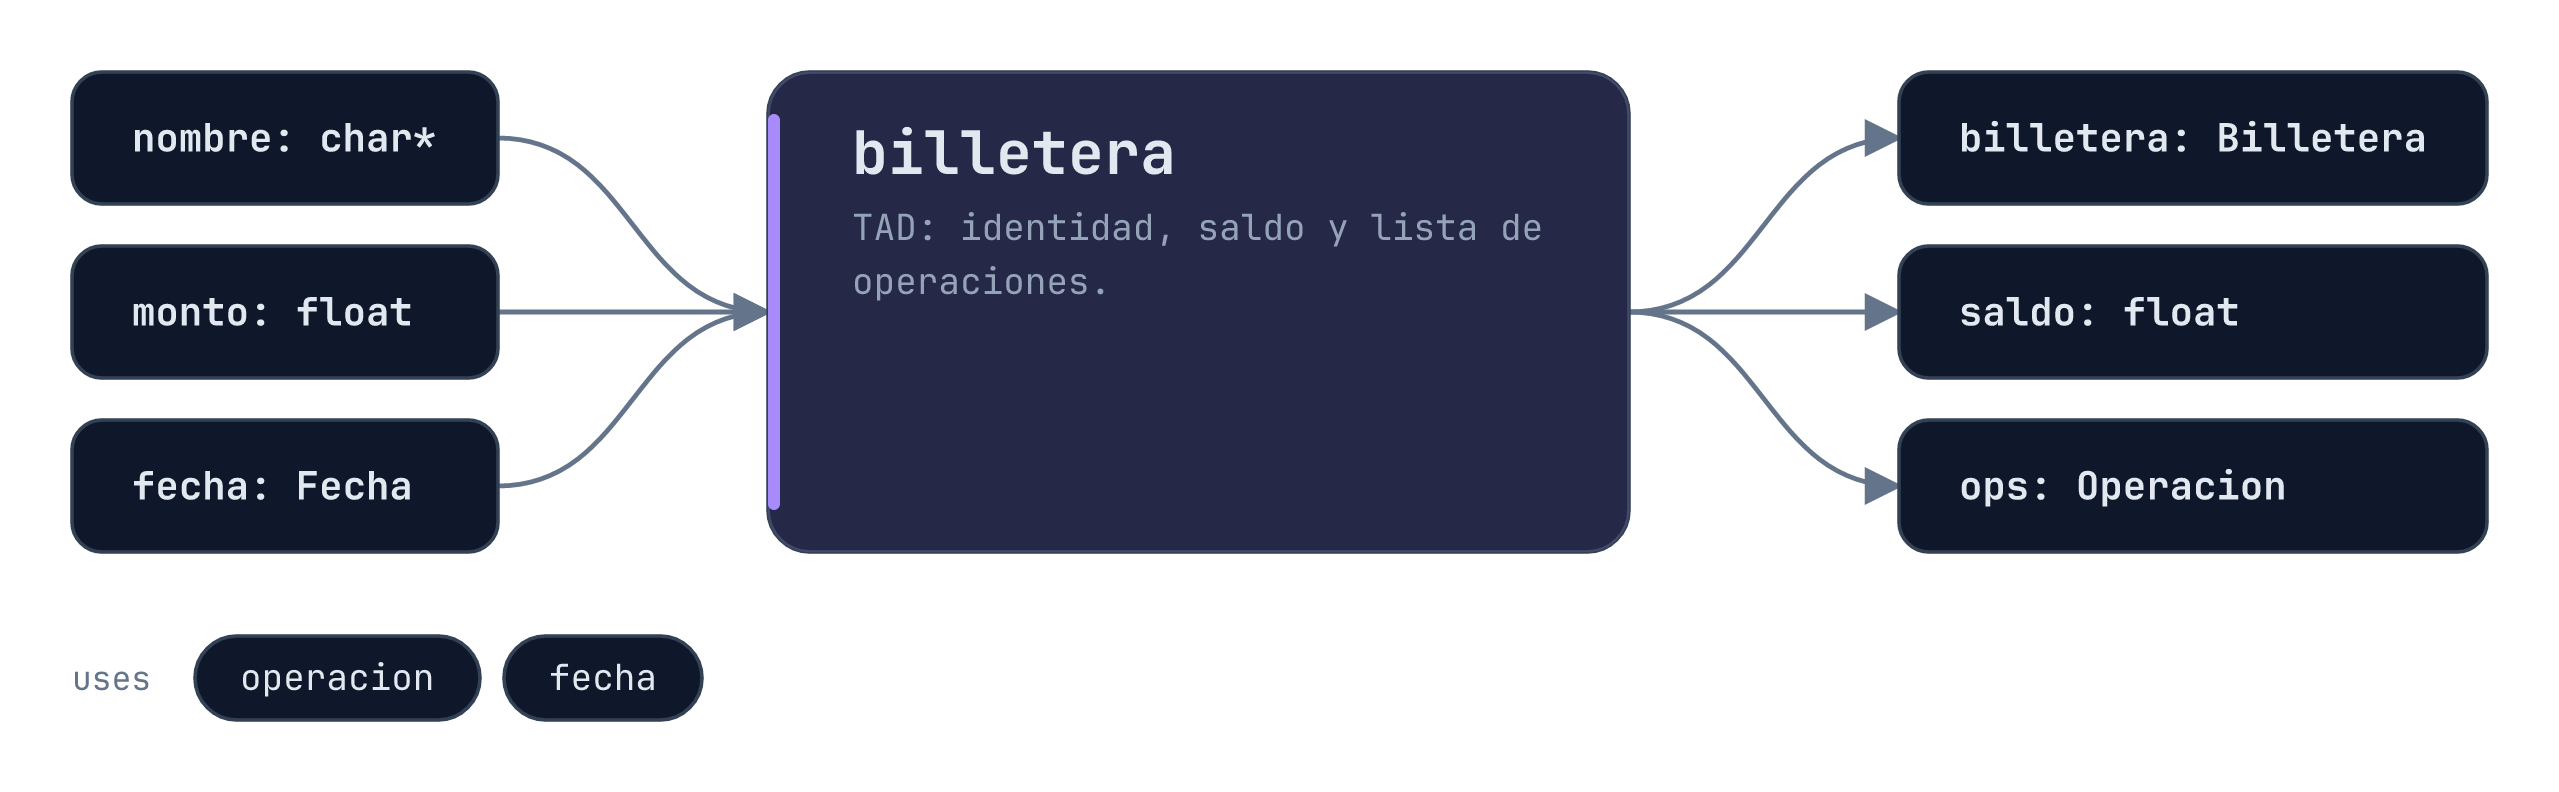 nombre: char*
monto: float
fecha: Fecha
billetera
TAD: identidad, saldo y lista de
operaciones.
billetera: Billetera
saldo: float
ops: Operacion
uses
operacion
fecha